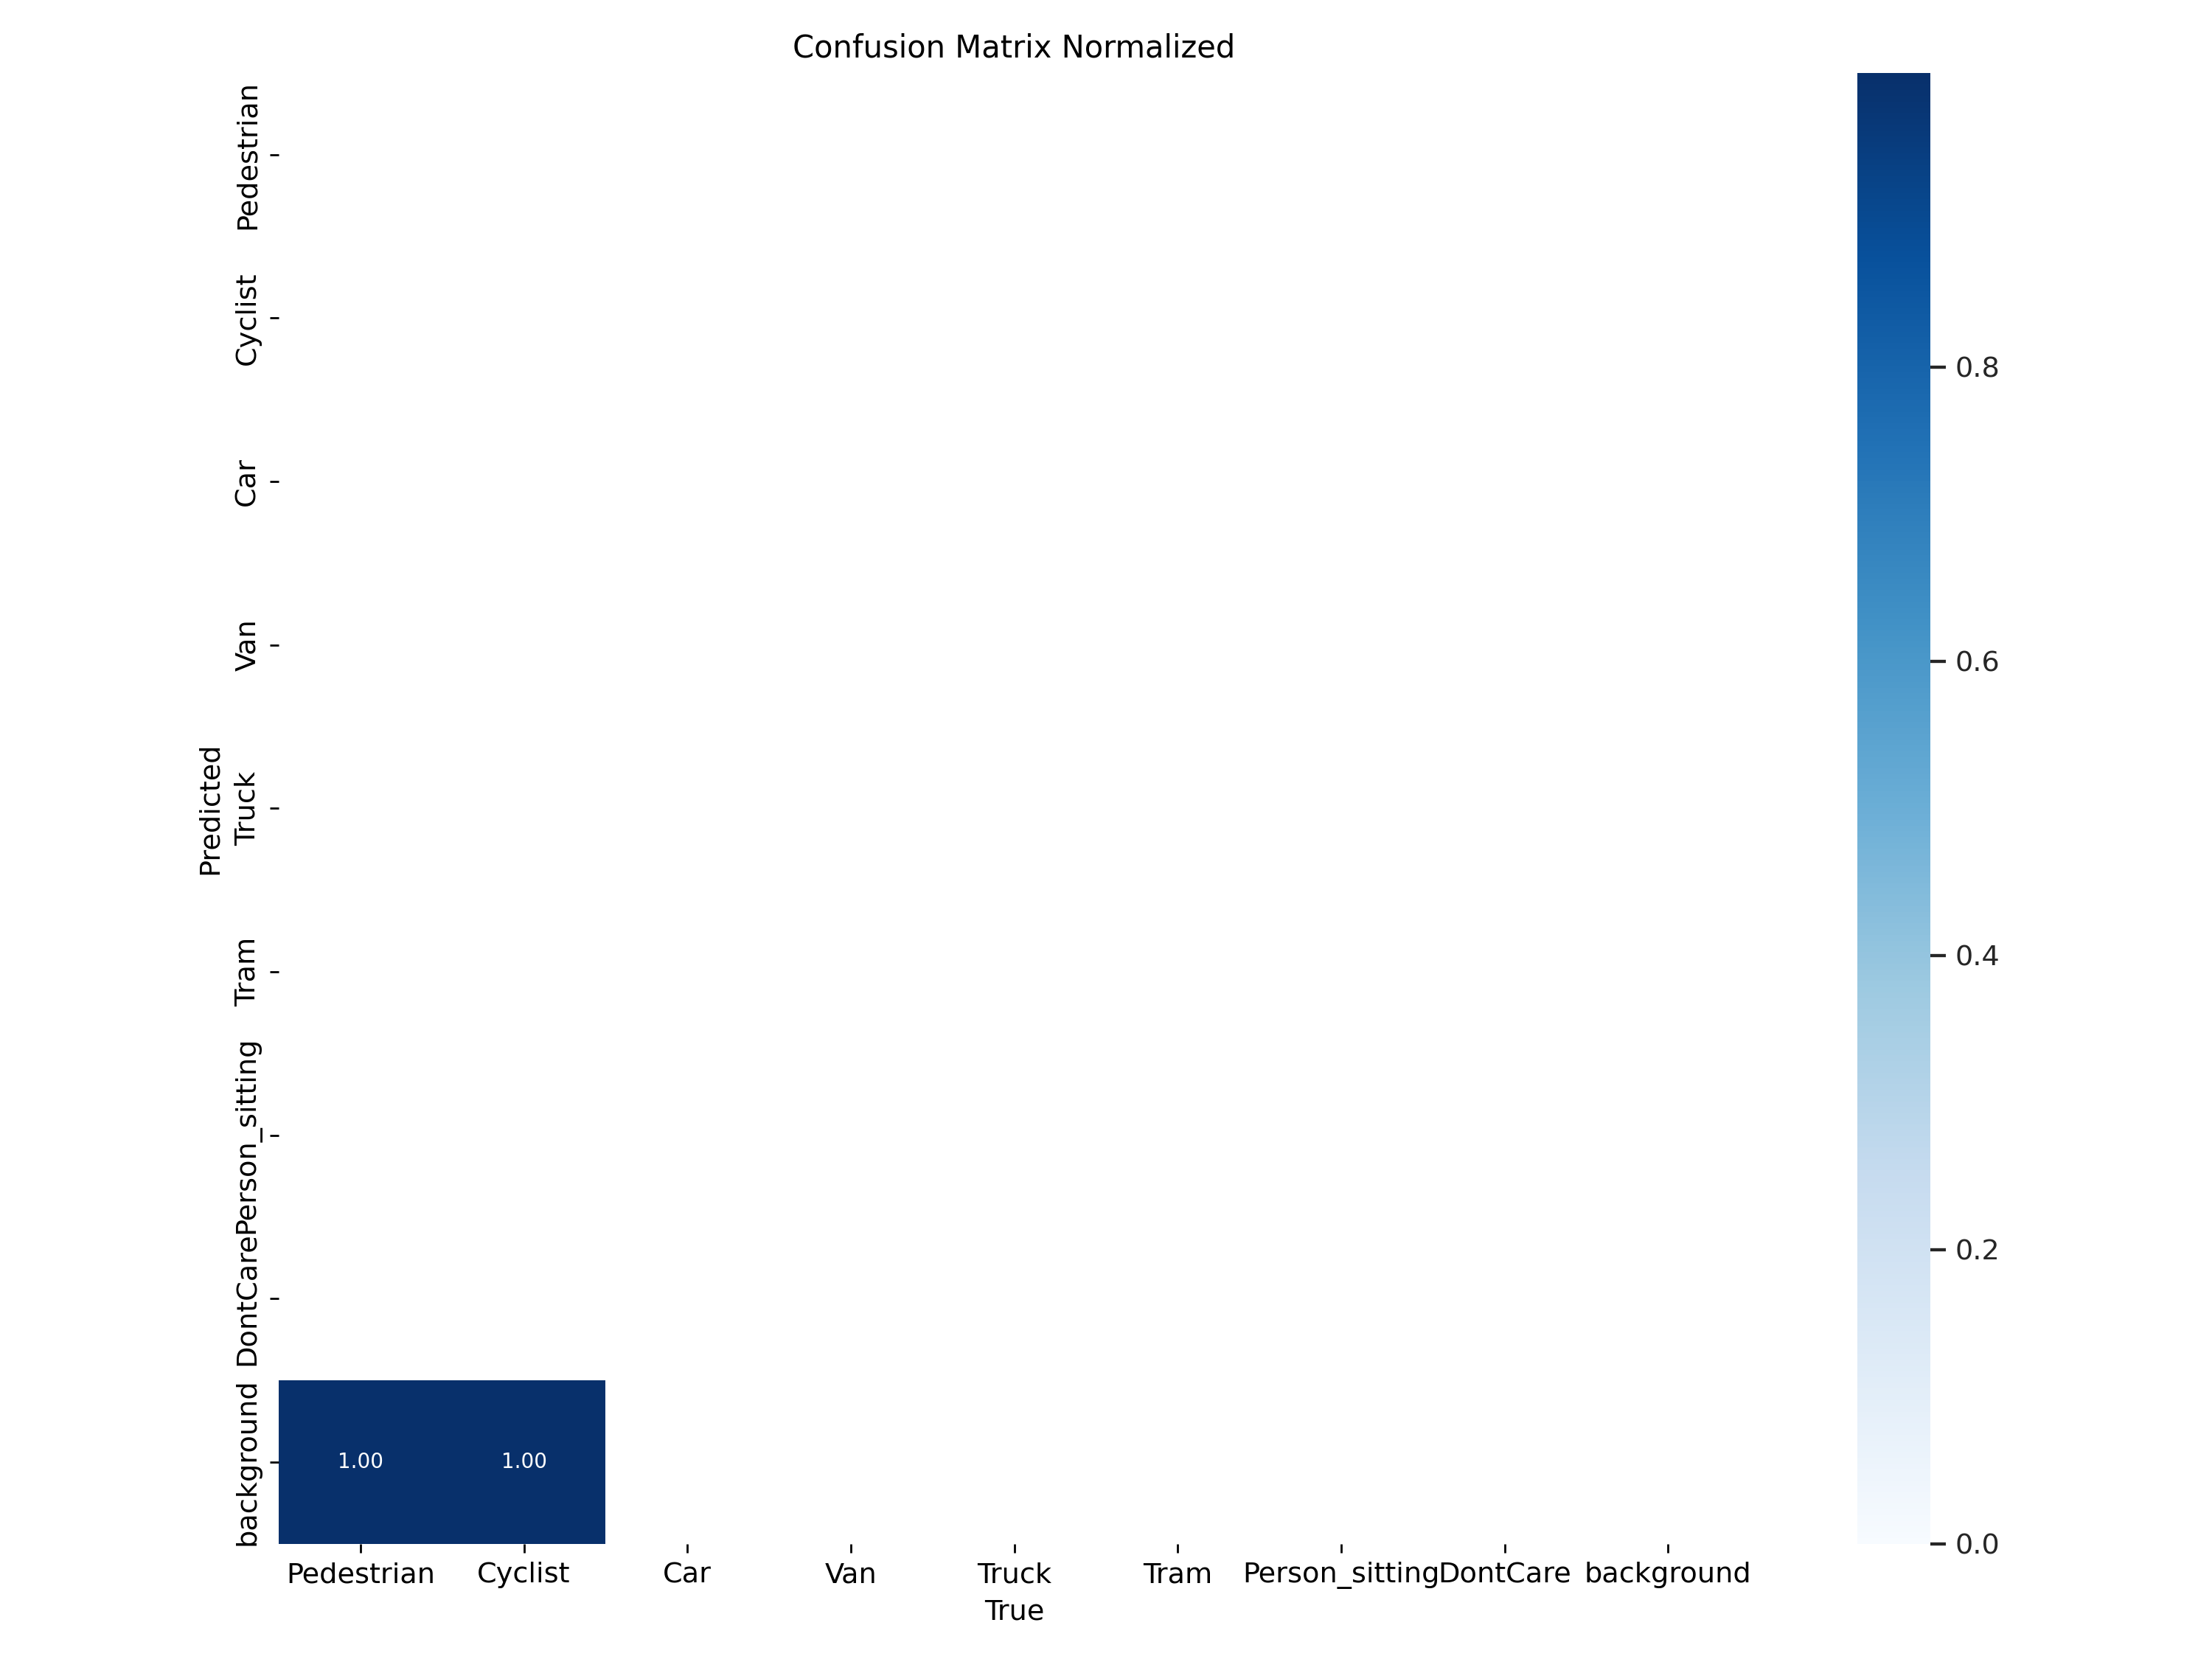 Confusion Matrix Normalized
Predicted
Pedestrian
Cyclist
Car
Van
Truck
Tram
Person_sitting
DontCare
background
1.00 1.00
Pedestrian Cyclist Car Van Truck Tram Person_sitting DontCare background
True
0.8
0.6
0.4
0.2
0.0